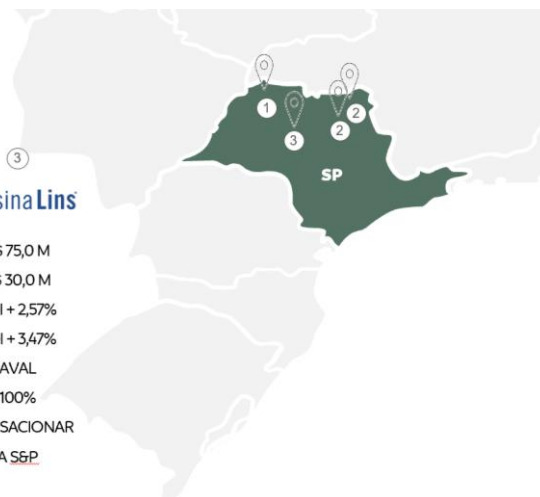 1
2
3
2
SP
3
sina Lins
75,0 M
30,0 M
I + 2,57%
I + 3,47%
AVAL
100%
SACIONAR
A S&P